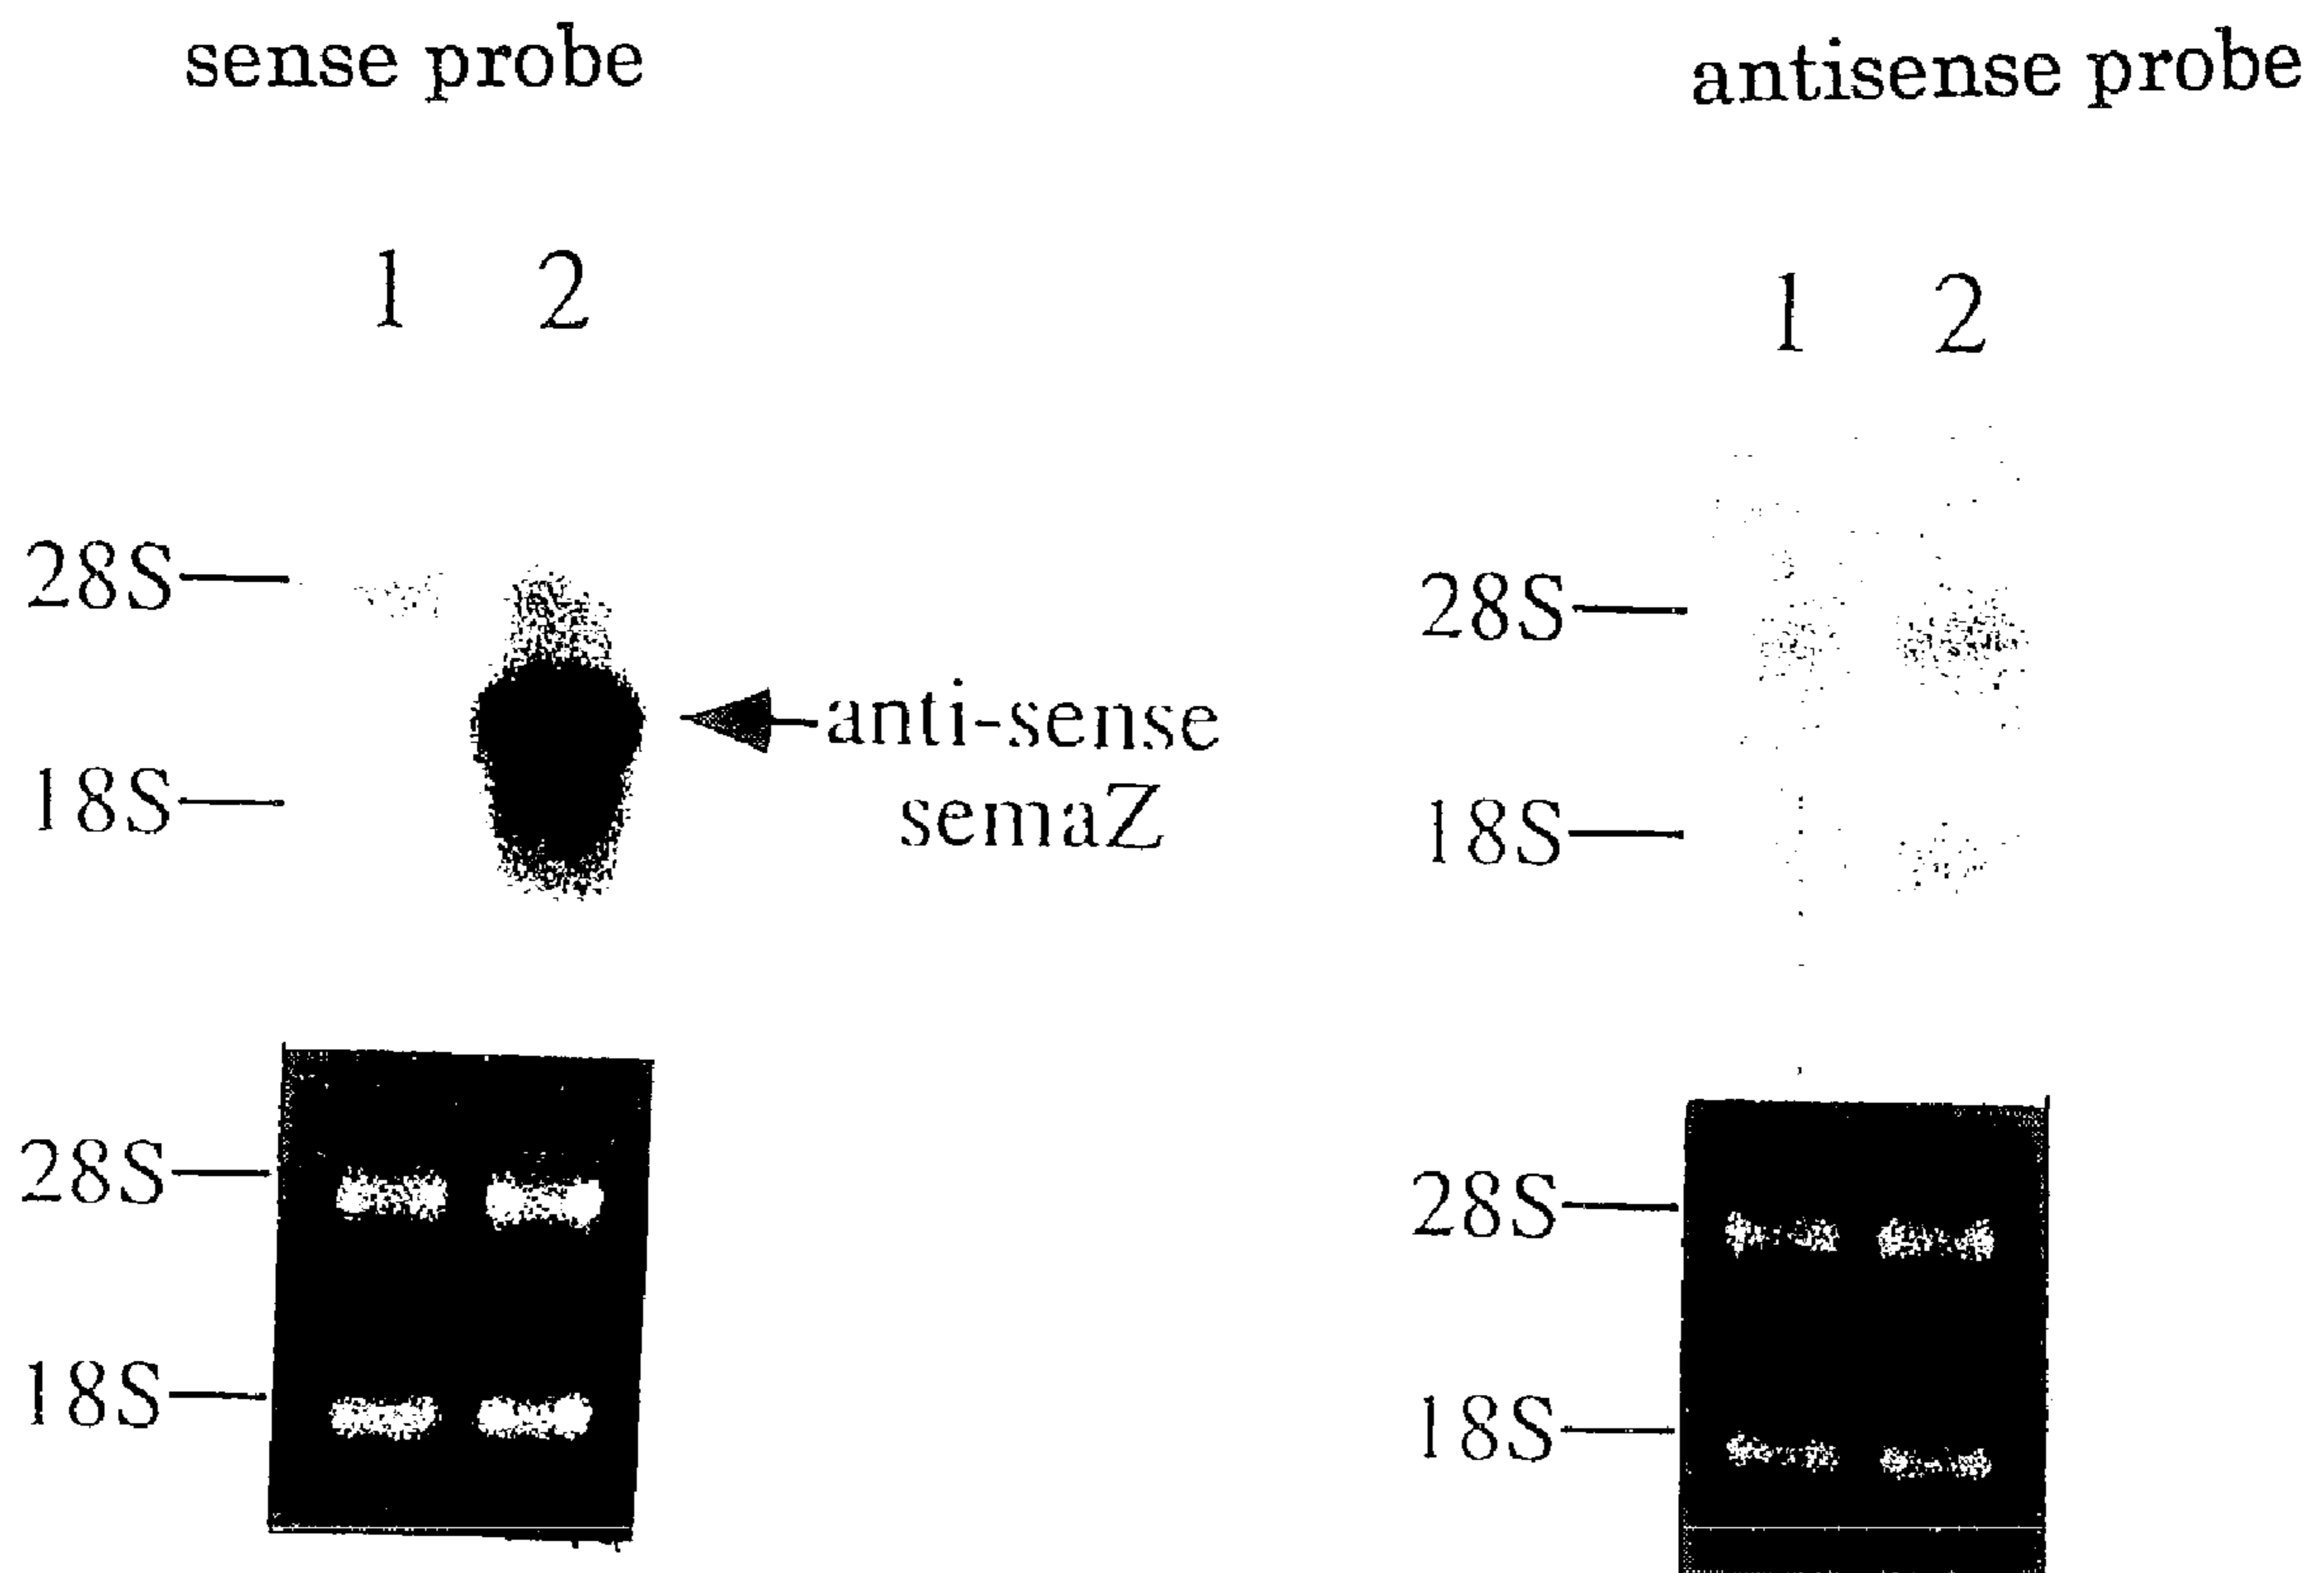 sense probe
1 2
28S
18S
anti-sense
semaZ
28S
18S
antisense probe
1 2
28S
18S
28S
18S